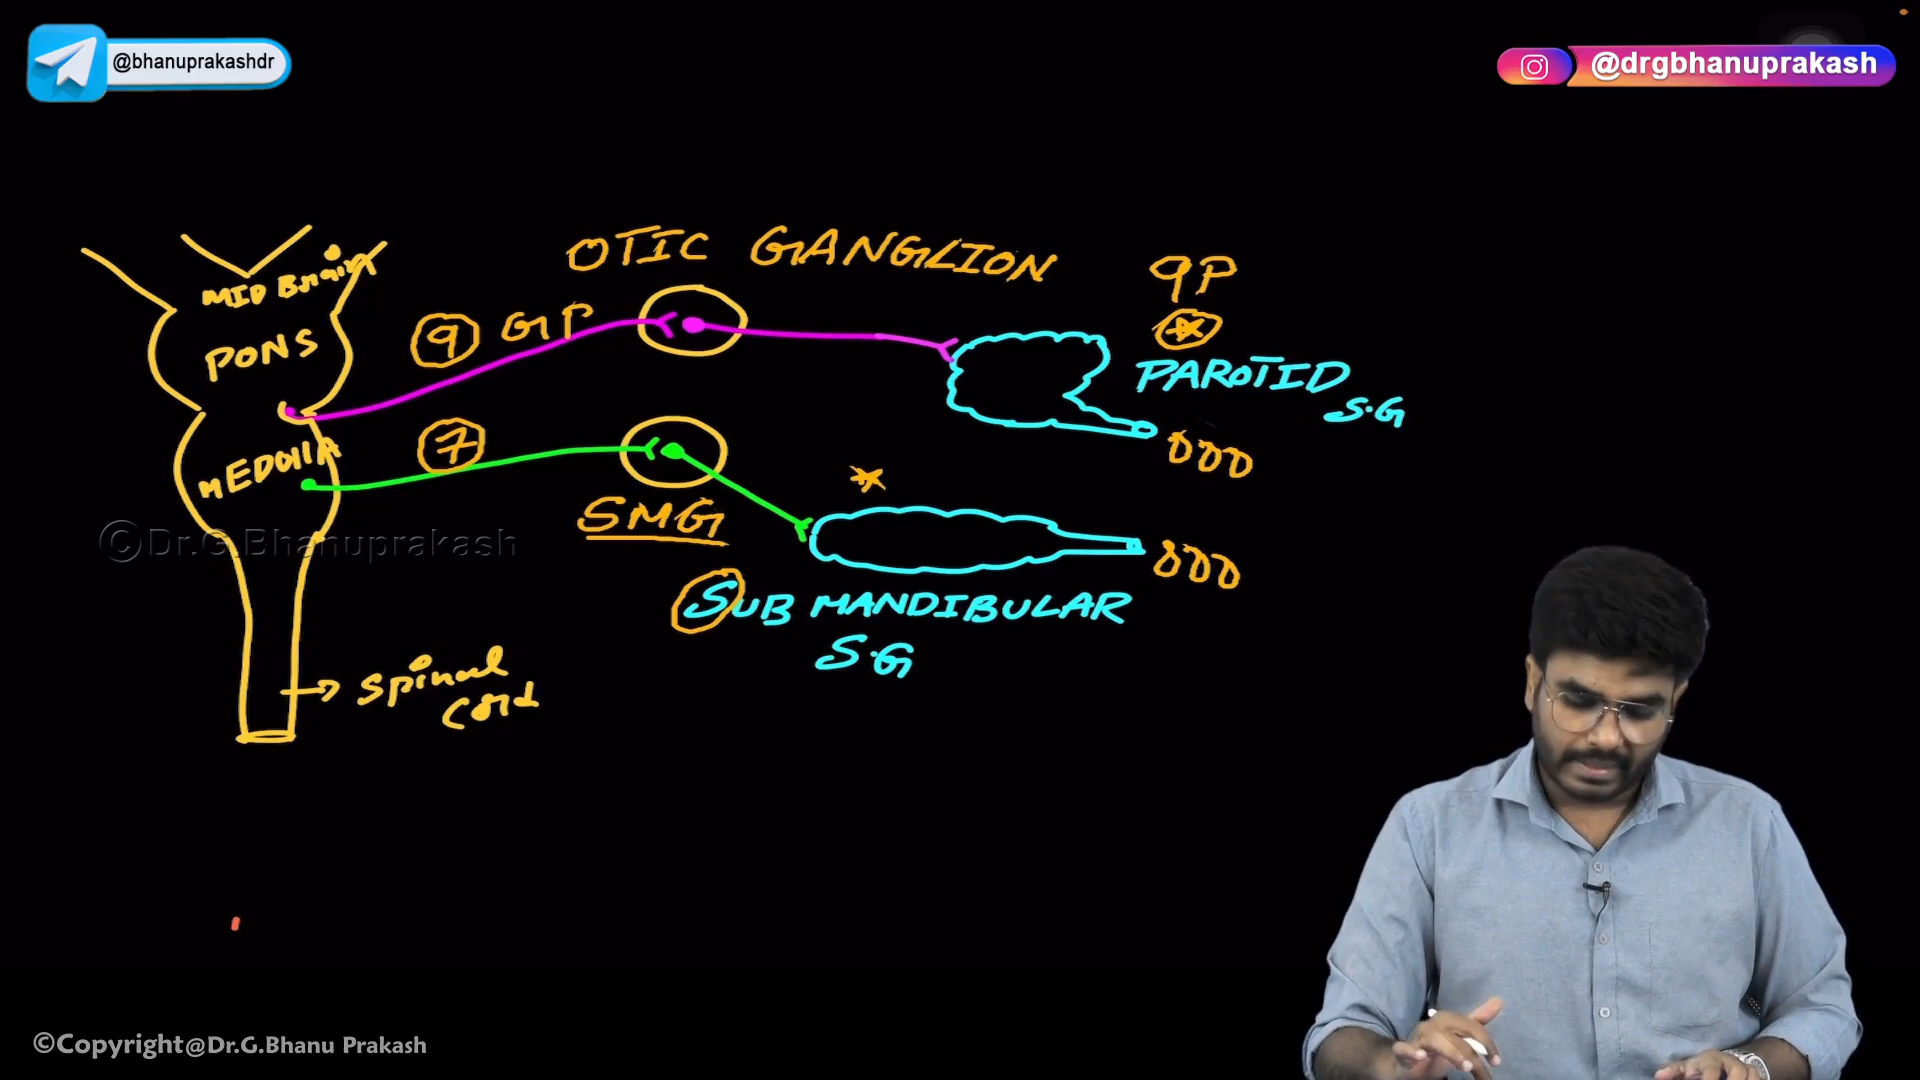 @bhanuprakashdr
@drgbhanuprakash
OTIC GANGLION
9P
MID Brain
9 GP
PONS
PAROTID
S.G
7
MEDUllA
SMG
©Dr.G.Bhanuprakash
SUB MANDIBULAR
S.G
spinal
cord
©Copyright@Dr.G.Bhanu Prakash